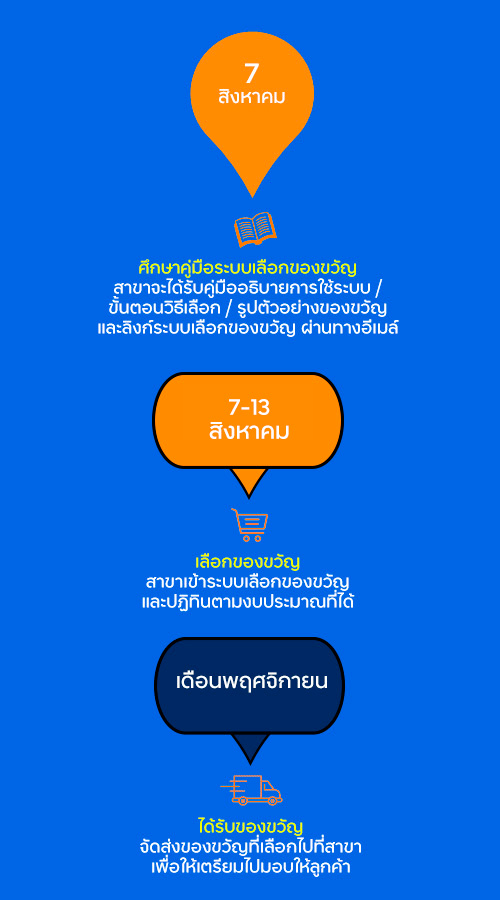 7
สิงหาคม
ศึกษาคู่มือระบบเลือกของขวัญ
สาขาจะได้รับคู่มืออธิบายการใช้ระบบ /
ขั้นตอนวิธีเลือก / รูปตัวอย่างของขวัญ
และลิงก์ระบบเลือกของขวัญ ผ่านทางอีเมล์
7-13
สิงหาคม
เลือกของขวัญ
สาขาเข้าระบบเลือกของขวัญ
และปฏิทินตามงบประมาณที่ได้
เดือนพฤศจิกายน
ได้รับของขวัญ
จัดส่งของขวัญที่เลือกไปที่สาขา
เพื่อให้เตรียมไปมอบให้ลูกค้า